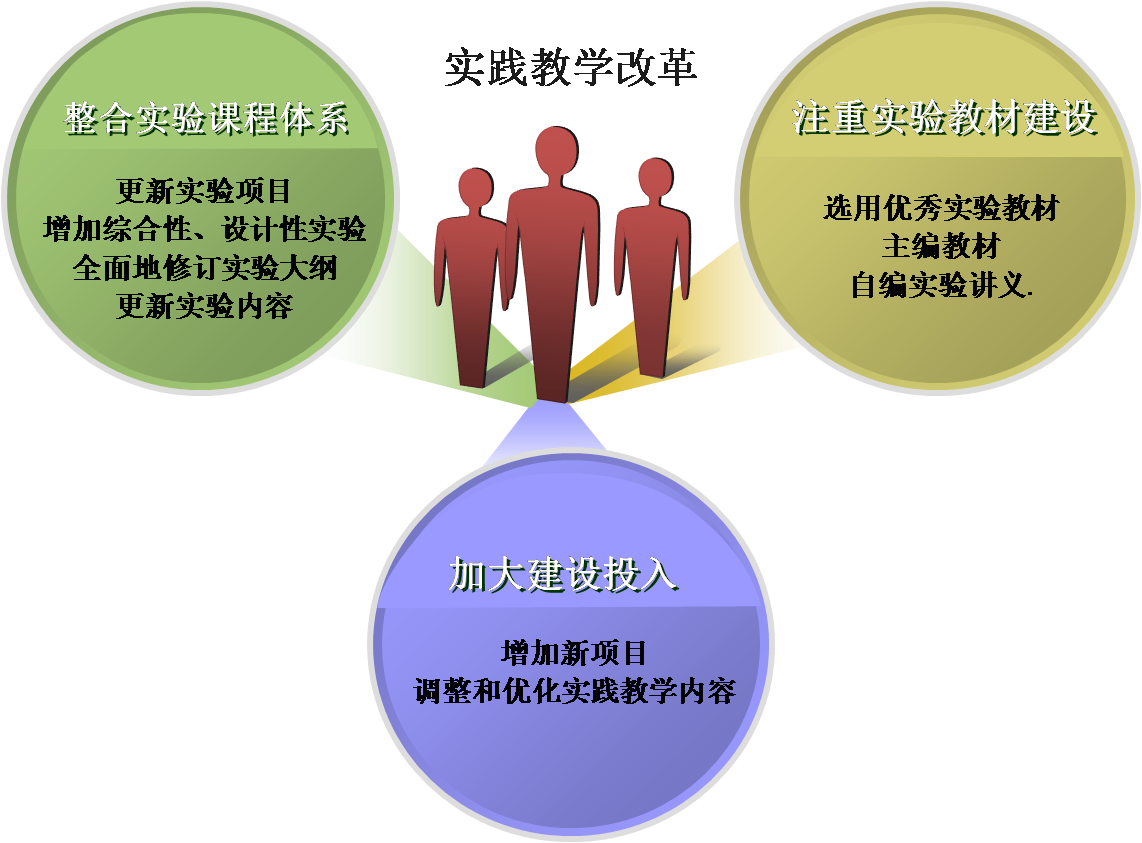 实践教学改革
整合实验课程体系
更新实验项目
增加综合性、设计性实验
全面地修订实验大纲
更新实验内容
注重实验教材建设
选用优秀实验教材
主编教材
自编实验讲义.
加大建设投入
增加新项目
调整和优化实践教学内容